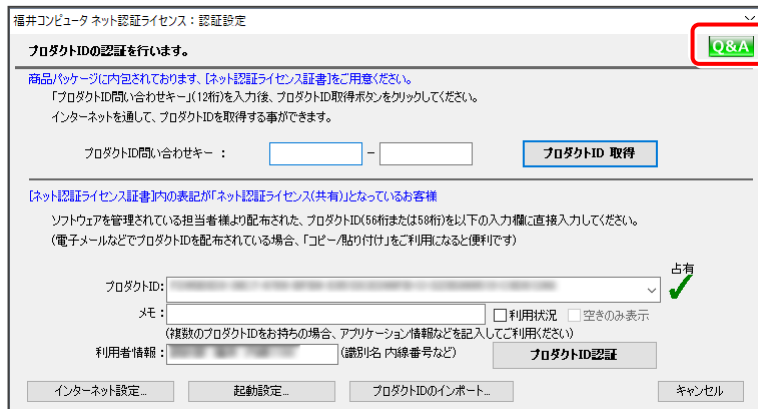 福井コンピュータ ネット認証ライセンス：認証設定
プロダクトIDの認証を行います。
Q&A
商品パッケージに内包されております、[ネット認証ライセンス証書]をご用意ください。
「プロダクトID問い合わせキー」(12桁)を入力後、プロダクトID取得ボタンをクリックしてください。
インターネットを通して、プロダクトIDを取得する事ができます。
プロダクトID問い合わせキー ： － プロダクトID 取得
[ネット認証ライセンス証書]内の表記が「ネット認証ライセンス(共有)」となっているお客様
ソフトウェアを管理されている担当者様より配布された、プロダクトID(56桁または58桁)を以下の入力欄に直接入力してください。
(電子メールなどでプロダクトIDを配布されている場合、「コピー/貼り付け」をご利用になると便利です)
占有
プロダクトID:
メモ： 利用状況 空きのみ表示
(複数のプロダクトIDをお持ちの場合、アプリケーション情報などを記入してご利用ください)
利用者情報： (識別名 内線番号など) プロダクトID認証
インターネット設定... 起動設定... プロダクトIDのインポート... キャンセル